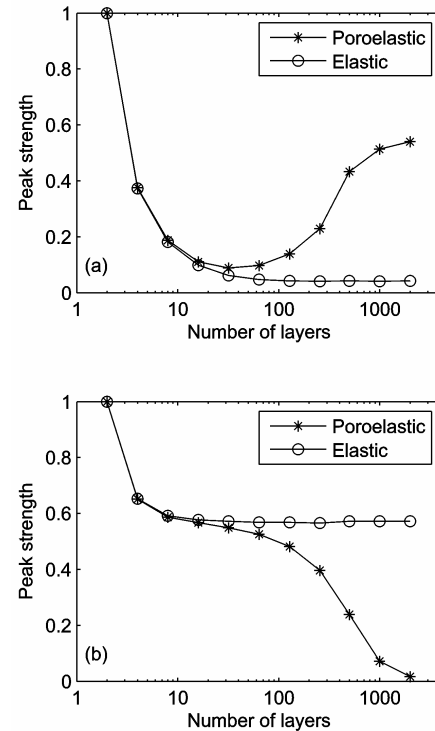 1
Poroelastic
Elastic
0.8
0.6
0.4
0.2
0
Peak strength
(a)
1 10 100 1000
Number of layers
1
Poroelastic
Elastic
0.8
0.6
0.4
0.2
0
Peak strength
(b)
1 10 100 1000
Number of layers